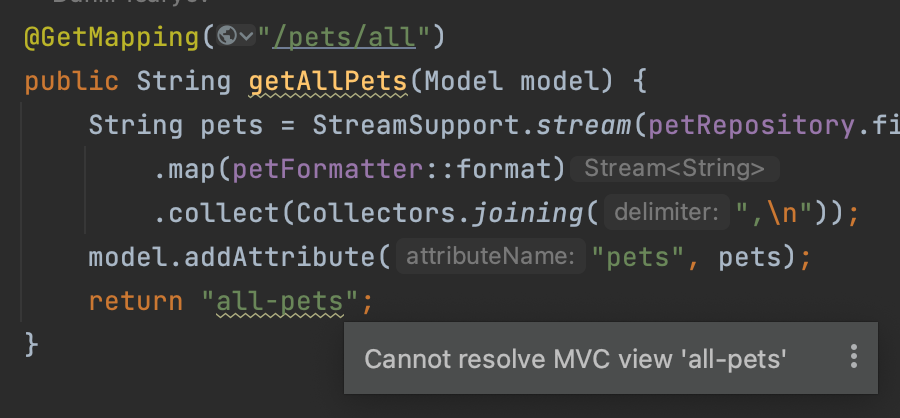 @GetMapping("/pets/all")
public String getAllPets(Model model) {
String pets = StreamSupport.stream(petRepository.fi
.map(petFormatter::format) Stream<String>
.collect(Collectors.joining( delimiter: ",\n"));
model.addAttribute( attributeName: "pets", pets);
return "all-pets";
}
Cannot resolve MVC view 'all-pets'